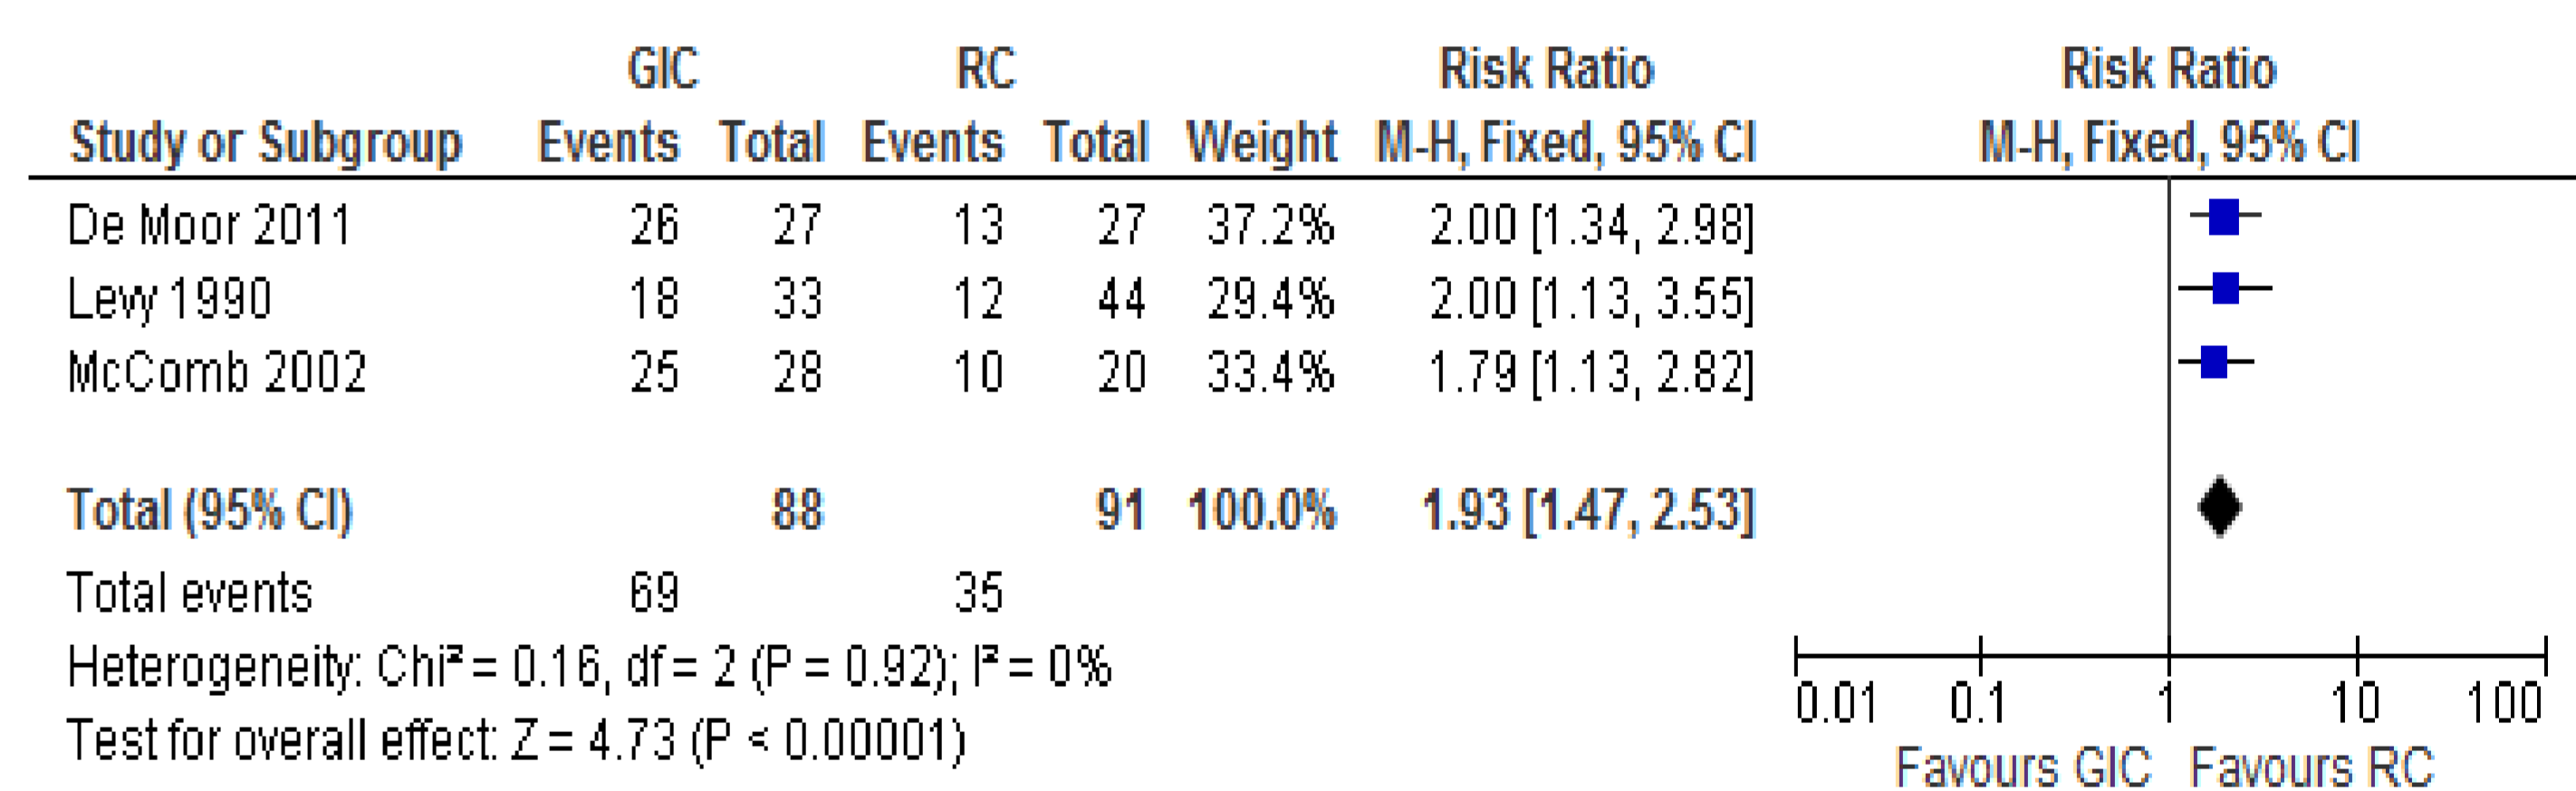 GIC RC Risk Ratio Risk Ratio
Study or Subgroup Events Total Events Total Weight M-H, Fixed, 95% CI M-H, Fixed, 95% CI
De Moor 2011 26 27 13 27 37.2% 2.00 [1.34, 2.98]
Levy 1990 18 33 12 44 29.4% 2.00 [1.13, 3.55]
McComb 2002 25 28 10 20 33.4% 1.79 [1.13, 2.82]
Total (95% CI) 88 91 100.0% 1.93 [1.47, 2.53]
Total events 69 35
Heterogeneity: Chi² = 0.16, df = 2 (P = 0.92); I² = 0%
Test for overall effect: Z = 4.73 (P < 0.00001)
0.01 0.1 1 10 100
Favours GIC Favours RC